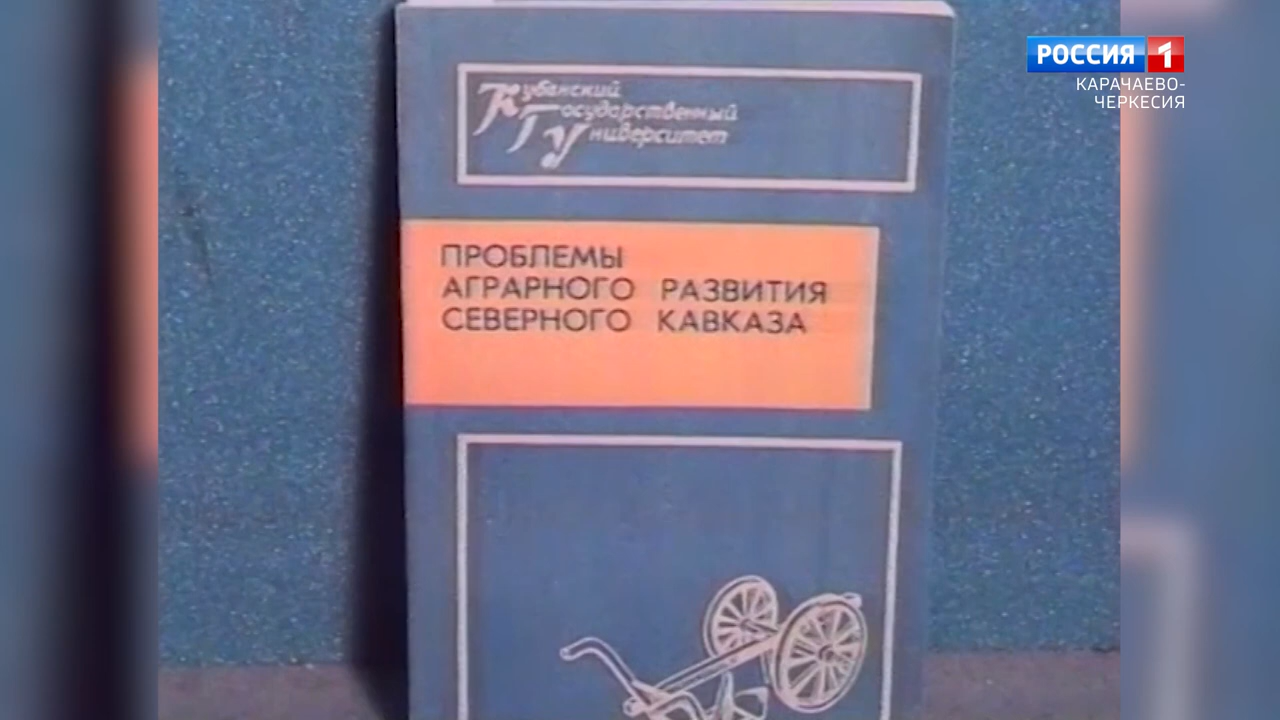 РОССИЯ 1
КАРАЧАЕВО-
ЧЕРКЕСИЯ
Кубанский
Государственный
Университет
ПРОБЛЕМЫ
АГРАРНОГО РАЗВИТИЯ
СЕВЕРНОГО КАВКАЗА